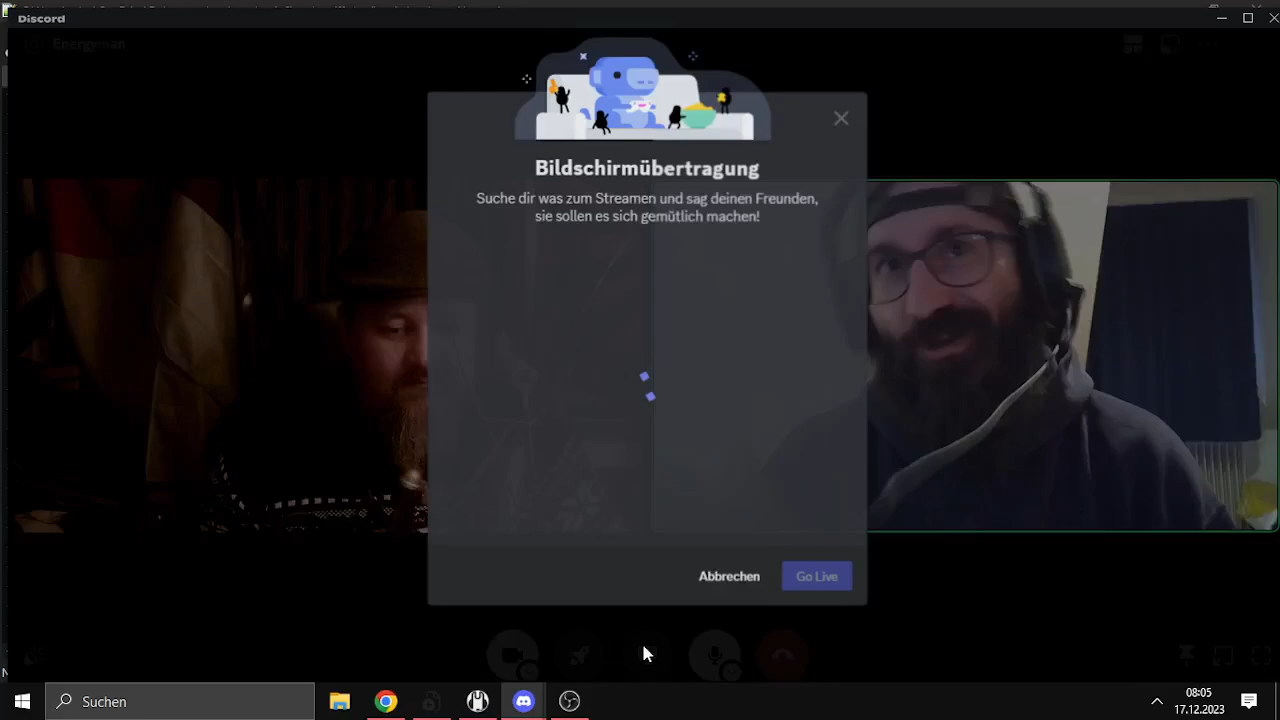 Discord
Energyman
Bildschirmübertragung
Suche dir was zum Streamen und sag deinen Freunden,
sie sollen es sich gemütlich machen!
Abbrechen
Go Live
Suchen
08:05
17.12.2023